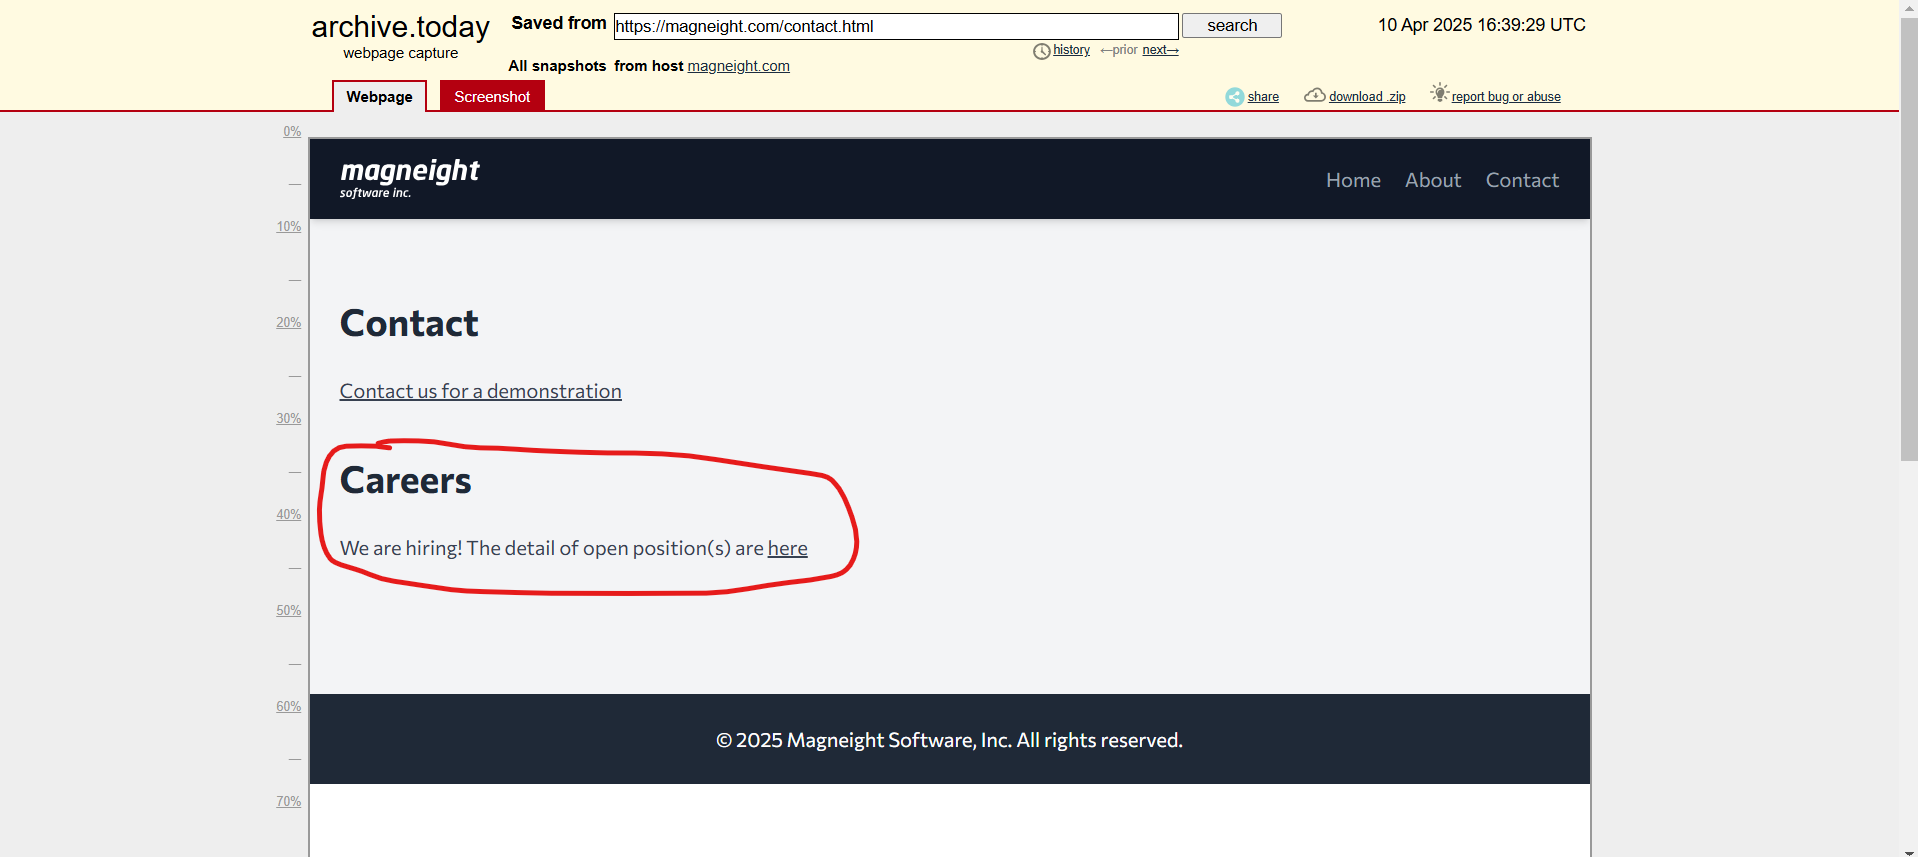 archive.today
webpage capture
Saved from https://magneight.com/contact.html search
history ←prior next→
All snapshots from host magneight.com
10 Apr 2025 16:39:29 UTC
Webpage Screenshot
share download .zip report bug or abuse
0%
10%
20%
30%
40%
50%
60%
70%
magneight
software inc.
Home About Contact
Contact
Contact us for a demonstration
Careers
We are hiring! The detail of open position(s) are here
© 2025 Magneight Software, Inc. All rights reserved.